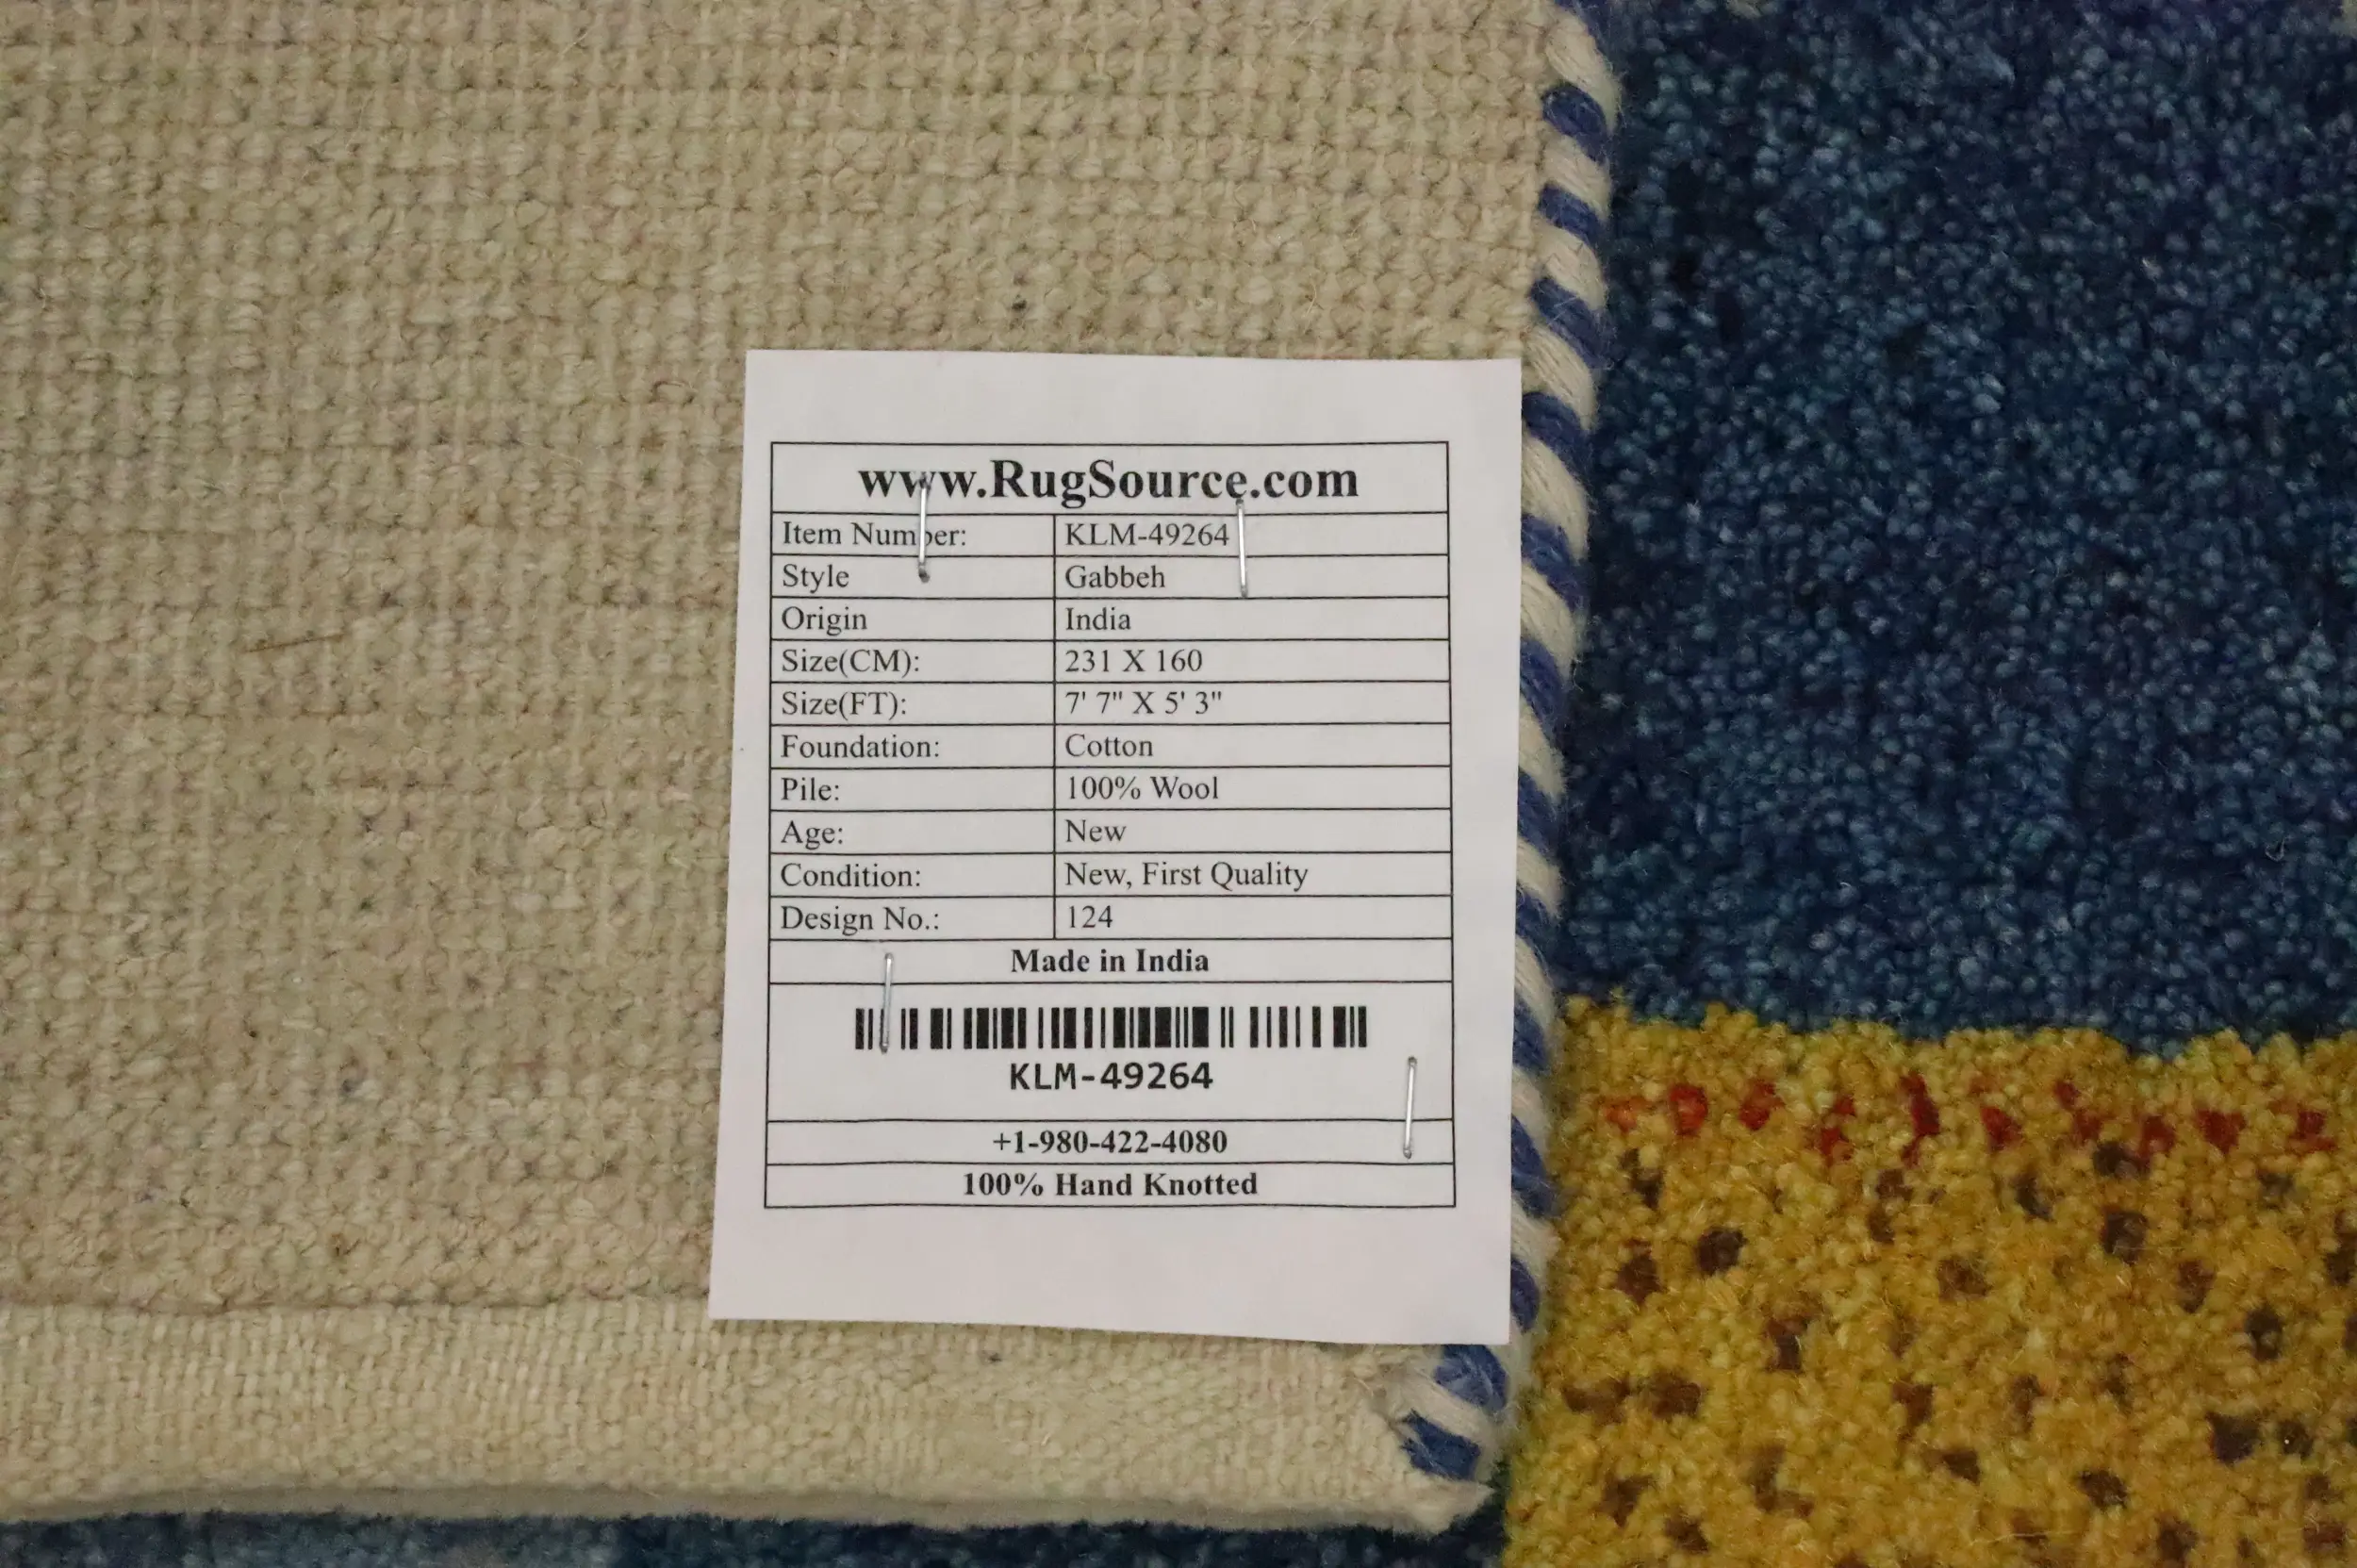 www.RugSource.com
Item Number: KLM-49264
Style Gabbeh
Origin India
Size(CM): 231 X 160
Size(FT): 7' 7" X 5' 3"
Foundation: Cotton
Pile: 100% Wool
Age: New
Condition: New, First Quality
Design No.: 124
Made in India
KLM-49264
+1-980-422-4080
100% Hand Knotted